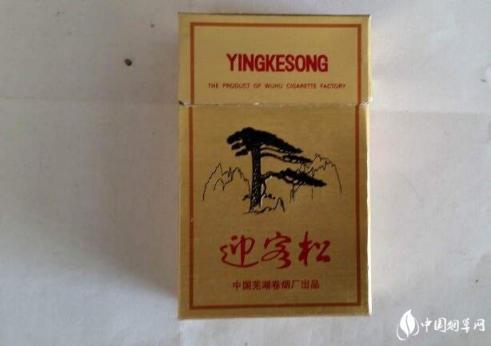 YINGKESONG
THE PRODUCT OF WUHU CIGARETTE FACTORY
迎客松
中国芜湖卷烟厂出品
中国烟草网